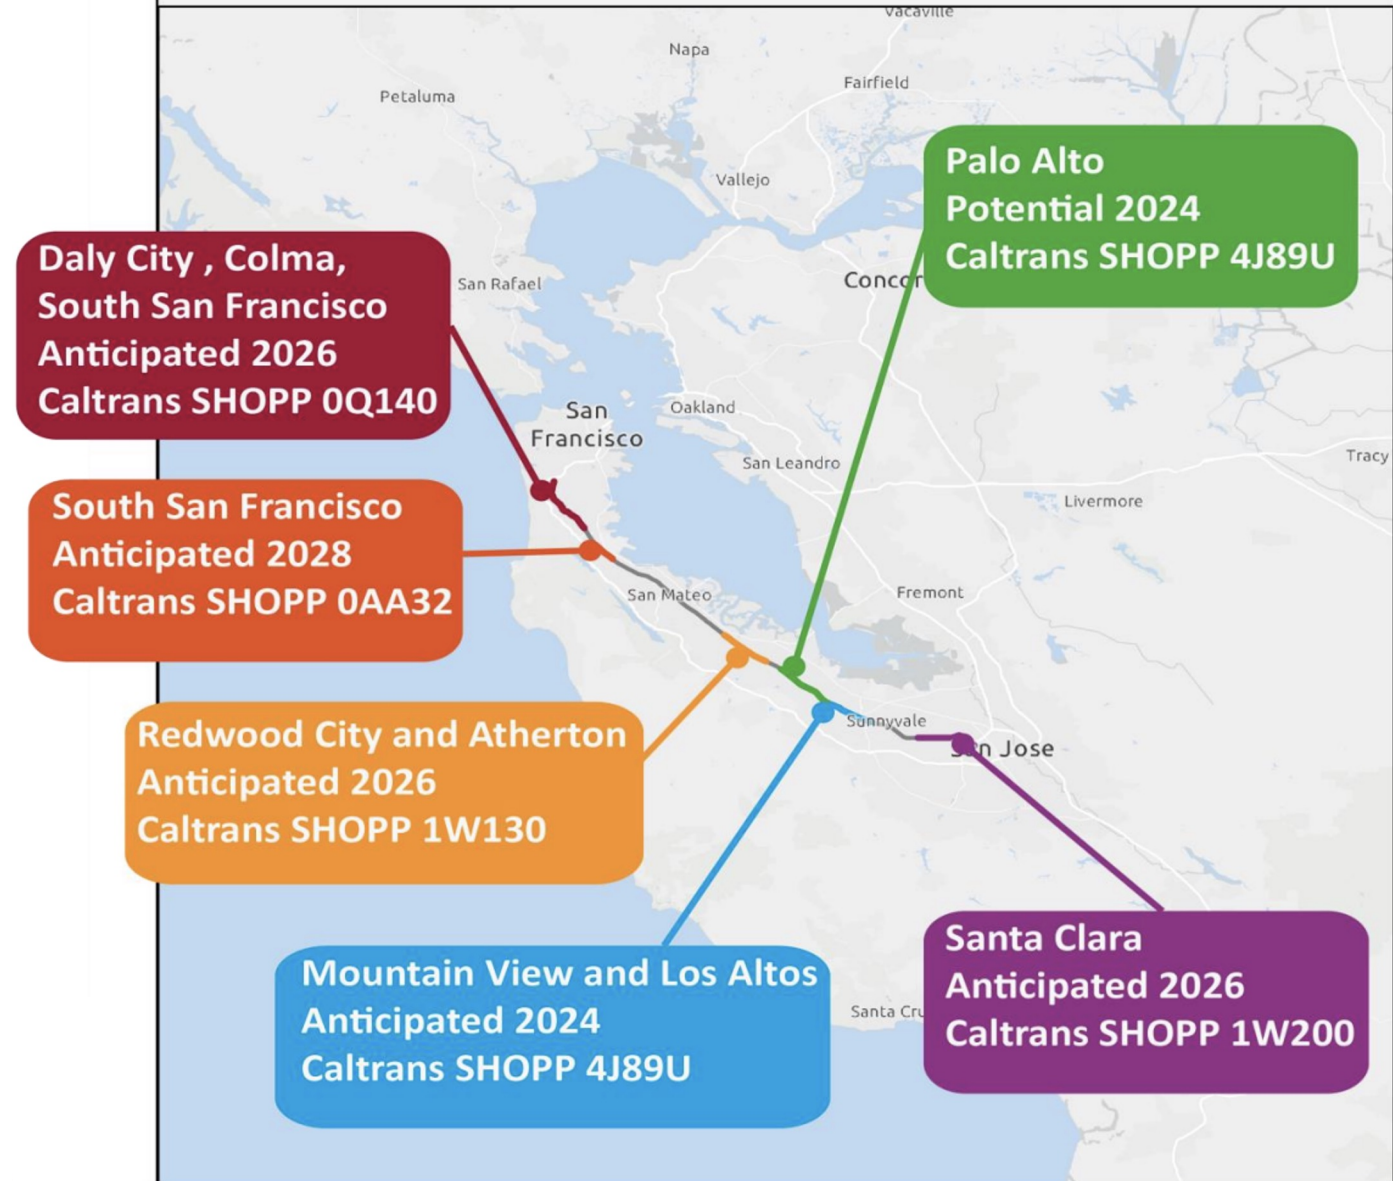 Vacaville
Napa
Fairfield
Petaluma
Vallejo
Palo Alto
Potential 2024
Caltrans SHOPP 4J89U
Daly City , Colma,
South San Francisco
Anticipated 2026
Caltrans SHOPP 0Q140
San Rafael
San
Francisco
Oakland
San Leandro
Tracy
Livermore
South San Francisco
Anticipated 2028
Caltrans SHOPP 0AA32
San Mateo
Fremont
Redwood City and Atherton
Anticipated 2026
Caltrans SHOPP 1W130
Sunnyvale
San Jose
Mountain View and Los Altos
Anticipated 2024
Caltrans SHOPP 4J89U
Santa Clara
Anticipated 2026
Caltrans SHOPP 1W200
Santa Cru